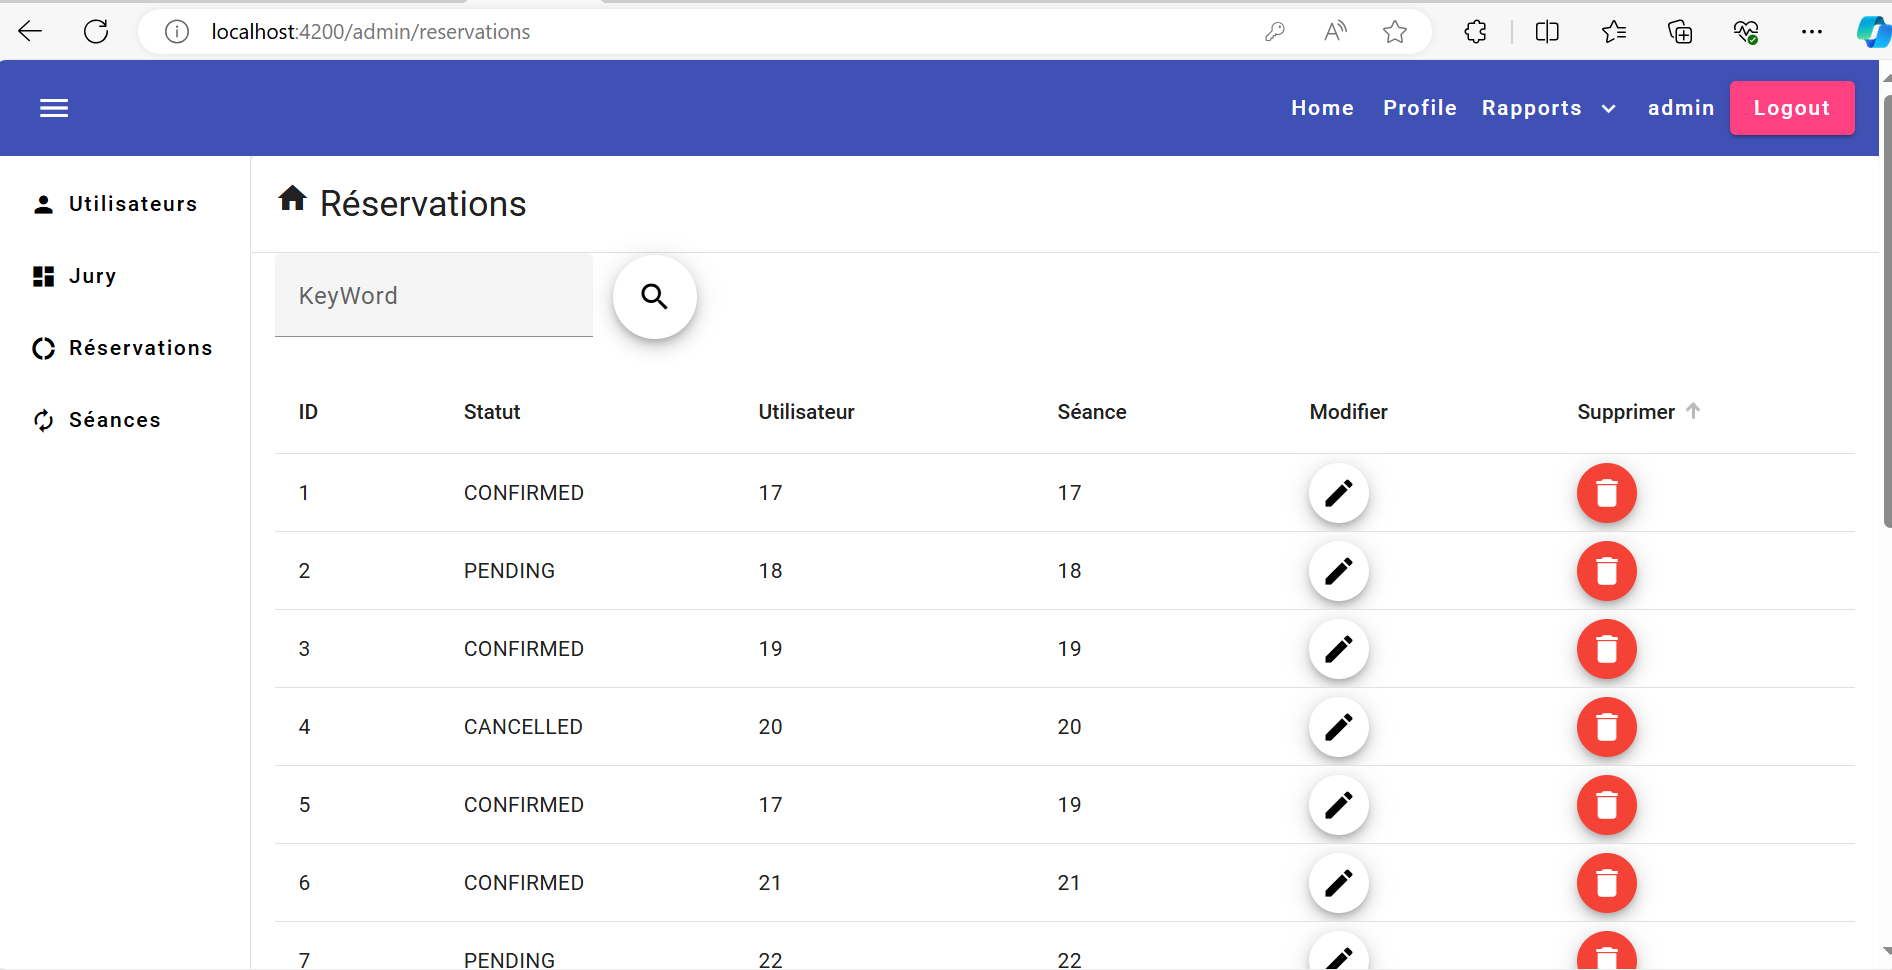 localhost:4200/admin/reservations
Home Profile Rapports admin Logout
Utilisateurs
Jury
Réservations
Séances
Réservations
KeyWord
ID Statut Utilisateur Séance Modifier Supprimer
1 CONFIRMED 17 17
2 PENDING 18 18
3 CONFIRMED 19 19
4 CANCELLED 20 20
5 CONFIRMED 17 19
6 CONFIRMED 21 21
7 PENDING 22 22